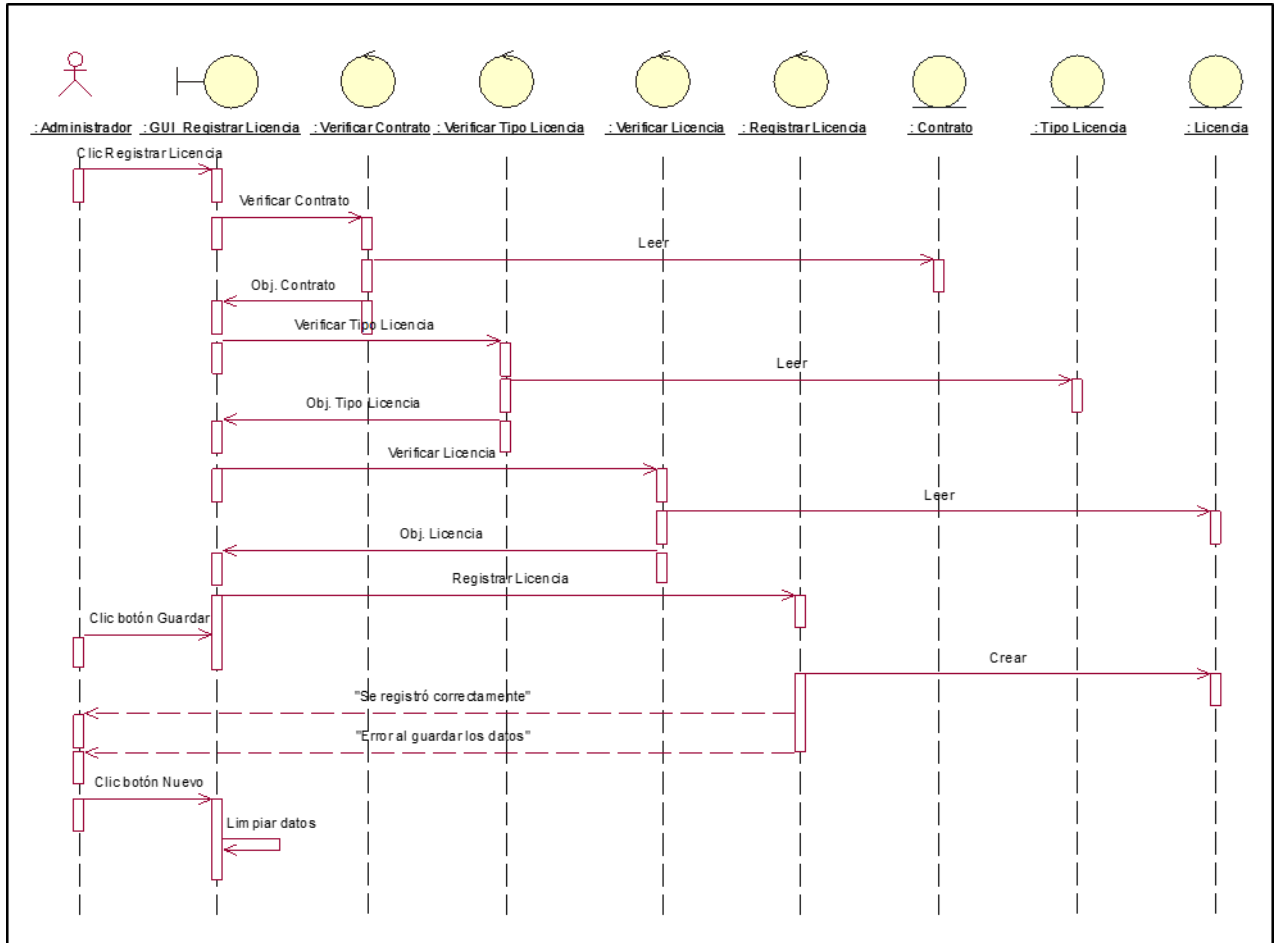 : Administrador : GUI_Registrar Licencia : Verificar Contrato : Verificar Tipo Licencia : Verificar Licencia : Registrar Licencia : Contrato : Tipo Licencia : Licencia
Clic Registrar Licencia
Verificar Contrato
Leer
Obj. Contrato
Verificar Tipo Licencia
Leer
Obj. Tipo Licencia
Verificar Licencia
Leer
Obj. Licencia
Registrar Licencia
Clic botón Guardar
Crear
"Se registró correctamente"
"Error al guardar los datos"
Clic botón Nuevo
Limpiar datos